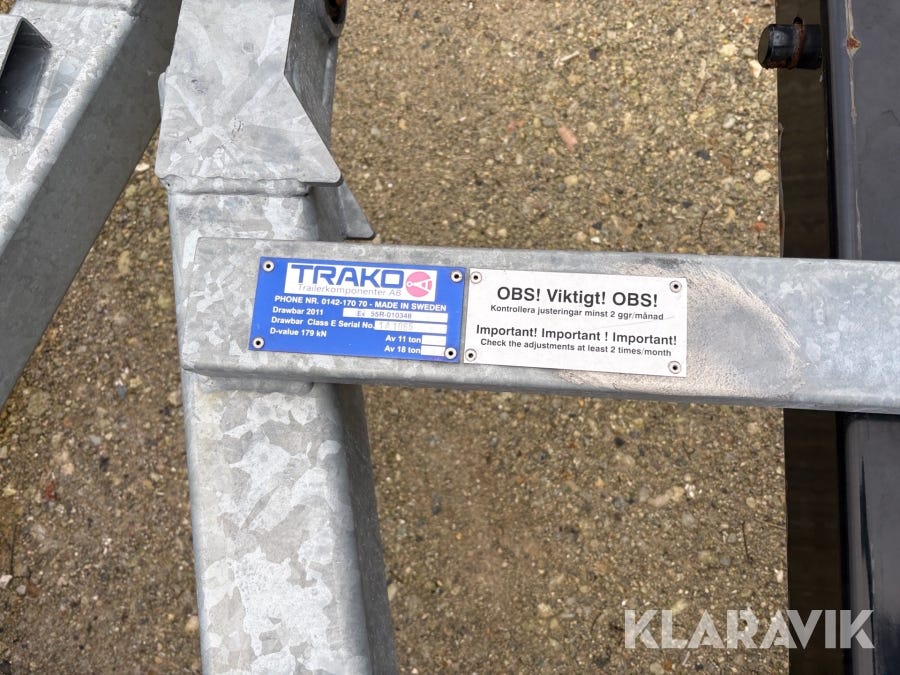 TRAKO
Trailerkomponenter AB
PHONE NR. 0142-170 70 - MADE IN SWEDEN
Drawbar 2011 Ex 55R-010348
Drawbar Class E Serial No.
D-value 179 kN
Av 11 ton
Av 18 ton
OBS! Viktigt! OBS!
Kontrollera justeringar minst 2 ggr/månad
Important! Important ! Important!
Check the adjustments at least 2 times/month
KLARAVIK